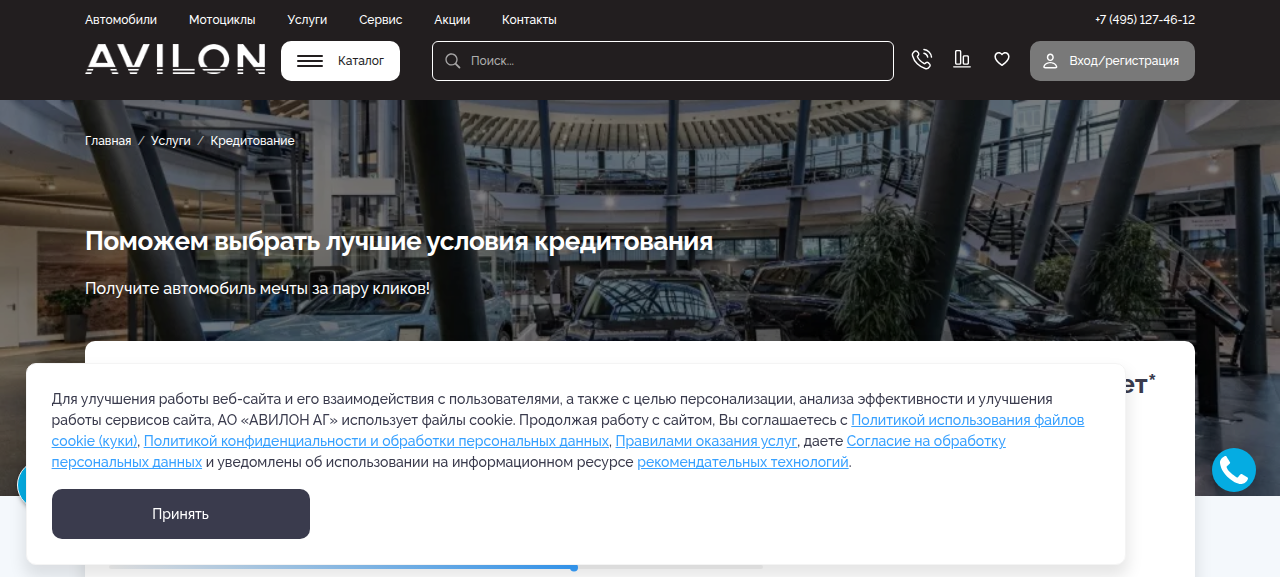 Автомобили Мотоциклы Услуги Сервис Акции Контакты +7 (495) 127-46-12
AVILON Каталог Поиск... Вход/регистрация
Главная / Услуги / Кредитование
Поможем выбрать лучшие условия кредитования
Получите автомобиль мечты за пару кликов!
ет*
Для улучшения работы веб-сайта и его взаимодействия с пользователями, а также с целью персонализации, анализа эффективности и улучшения
работы сервисов сайта, АО «АВИЛОН АГ» использует файлы cookie. Продолжая работу с сайтом, Вы соглашаетесь с Политикой использования файлов
cookie (куки), Политикой конфиденциальности и обработки персональных данных, Правилами оказания услуг, даете Согласие на обработку
персональных данных и уведомлены об использовании на информационном ресурсе рекомендательных технологий.
Принять